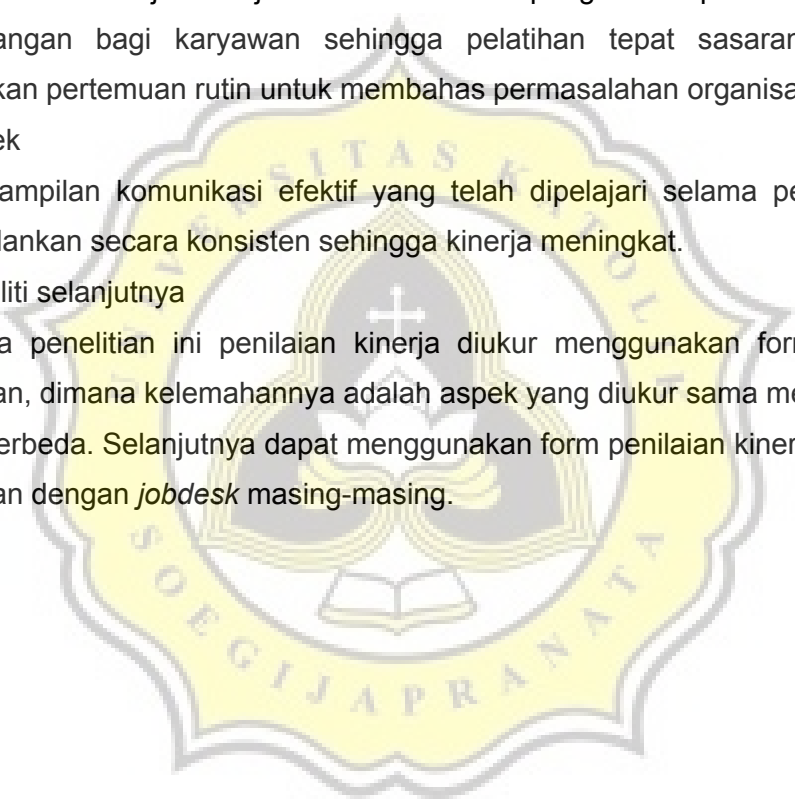 angan bagi karyawan sehingga pelatihan tepat sasaran
kan pertemuan rutin untuk membahas permasalahan organisa
ek
ampilan komunikasi efektif yang telah dipelajari selama pe
lankan secara konsisten sehingga kinerja meningkat.
liti selanjutnya
a penelitian ini penilaian kinerja diukur menggunakan for
an, dimana kelemahannya adalah aspek yang diukur sama me
erbeda. Selanjutnya dapat menggunakan form penilaian kiner
an dengan jobdesk masing-masing.
UNIVERSITAS KATOLIK
SOEGIJAPRANATA